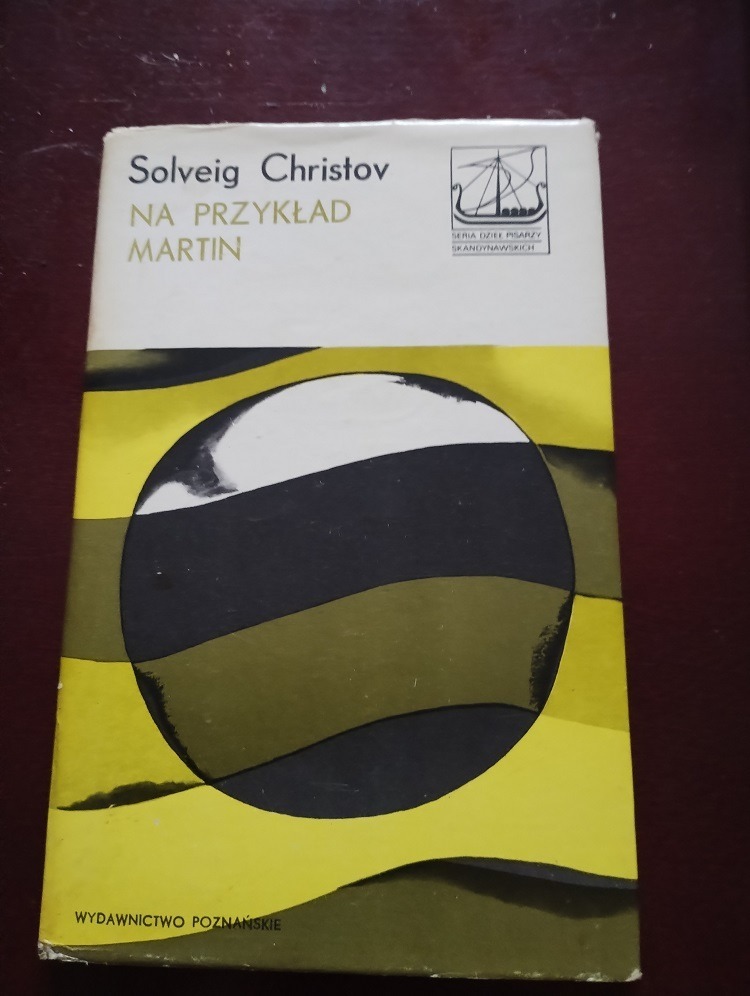 Solveig Christov
NA PRZYKŁAD
MARTIN
SERIA DZIEŁ PISARZY
SKANDYNAWSKICH
WYDAWNICTWO POZNAŃSKIE